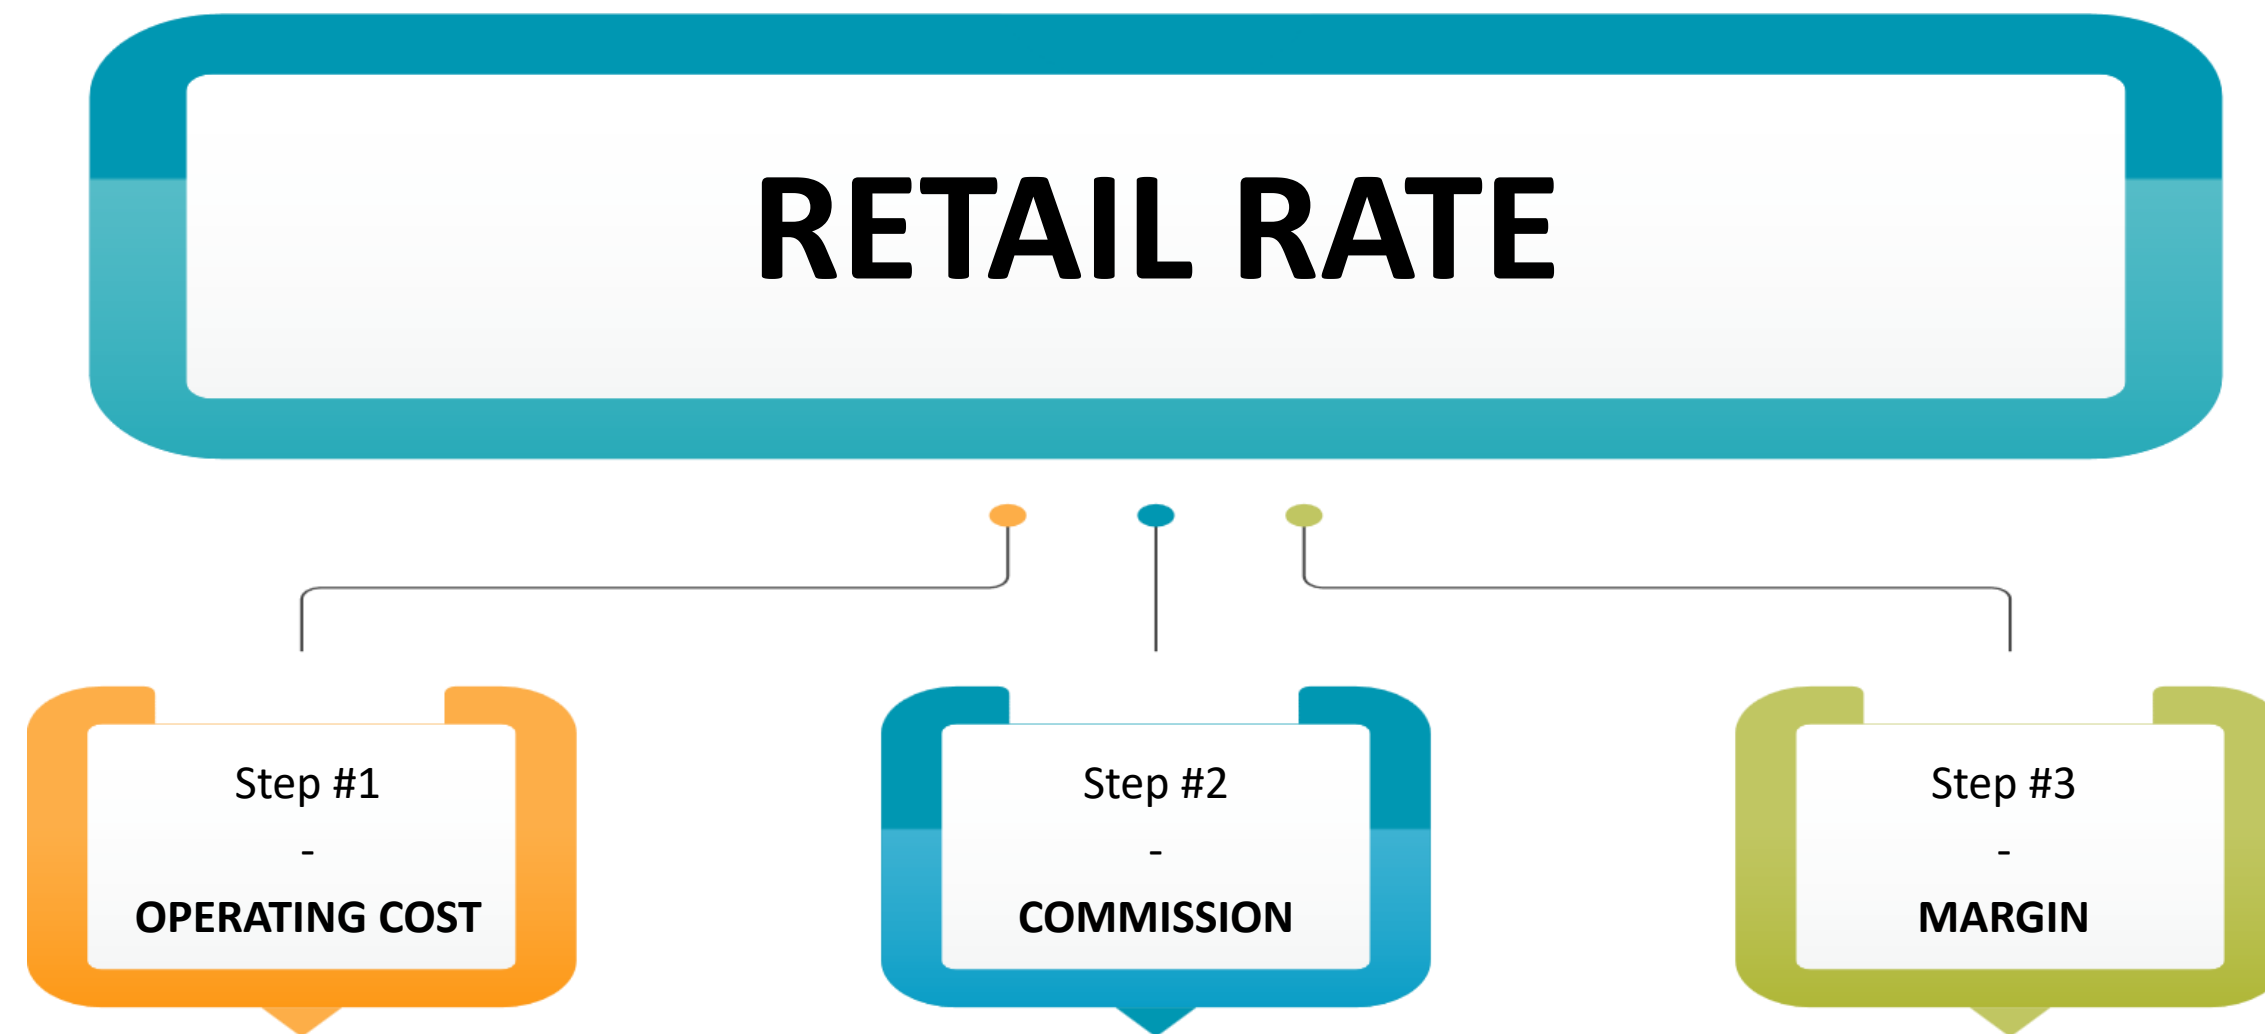 RETAIL RATE
Step #1
-
OPERATING COST
Step #2
-
COMMISSION
Step #3
-
MARGIN